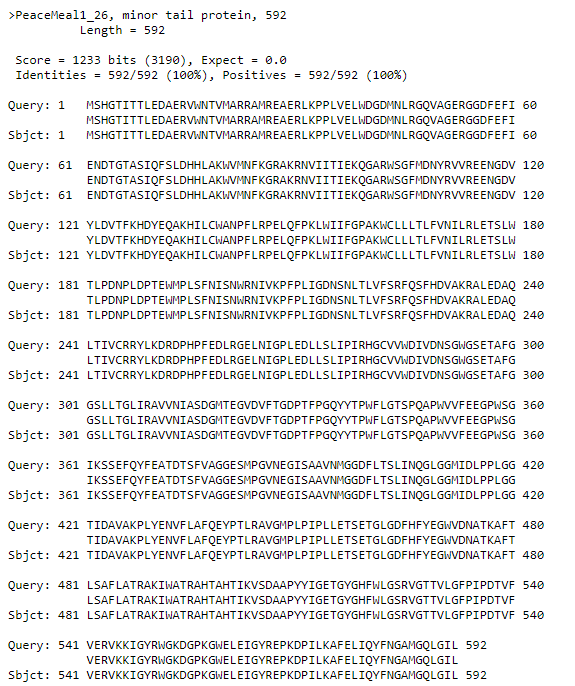 >PeaceMeal1_26, minor tail protein, 592
Length = 592
Score = 1233 bits (3190), Expect = 0.0
Identities = 592/592 (100%), Positives = 592/592 (100%)
Query: 1 MSHGTITTLEDAERVWNTVMARRAMREAERLKPPLVELWDGDMNLRGQVAGERGGDFEFI 60
MSHGTITTLEDAERVWNTVMARRAMREAERLKPPLVELWDGDMNLRGQVAGERGGDFEFI
Sbjct: 1 MSHGTITTLEDAERVWNTVMARRAMREAERLKPPLVELWDGDMNLRGQVAGERGGDFEFI 60
Query: 61 ENDTGTASIQFSLDHHLAKWVMNFKGRAKRNVIITIEKQGARWSGFMDNYRVVREENGDV 120
ENDTGTASIQFSLDHHLAKWVMNFKGRAKRNVIITIEKQGARWSGFMDNYRVVREENGDV
Sbjct: 61 ENDTGTASIQFSLDHHLAKWVMNFKGRAKRNVIITIEKQGARWSGFMDNYRVVREENGDV 120
Query: 121 YLDVTFKHDYEQAKHILCWANPFLRPELQFPKLWIIFGPAKWCLLLTLFVNILRLETSLW 180
YLDVTFKHDYEQAKHILCWANPFLRPELQFPKLWIIFGPAKWCLLLTLFVNILRLETSLW
Sbjct: 121 YLDVTFKHDYEQAKHILCWANPFLRPELQFPKLWIIFGPAKWCLLLTLFVNILRLETSLW 180
Query: 181 TLPDNPLDPTEWMPLSFNISNWRNIVKPFPLIGDNSNLTLVFSRFQSFHDVAKRALEDAQ 240
TLPDNPLDPTEWMPLSFNISNWRNIVKPFPLIGDNSNLTLVFSRFQSFHDVAKRALEDAQ
Sbjct: 181 TLPDNPLDPTEWMPLSFNISNWRNIVKPFPLIGDNSNLTLVFSRFQSFHDVAKRALEDAQ 240
Query: 241 LTIVCRRYLKDRDPHPFEDLRGELNIGPLEDLLSLIPIRHGCVVWDIVDNSGWGSETAFG 300
LTIVCRRYLKDRDPHPFEDLRGELNIGPLEDLLSLIPIRHGCVVWDIVDNSGWGSETAFG
Sbjct: 241 LTIVCRRYLKDRDPHPFEDLRGELNIGPLEDLLSLIPIRHGCVVWDIVDNSGWGSETAFG 300
Query: 301 GSLLTGLIRAVVNIASDGMTEGVDVFTGDPTFPGQYYTPWFLGTSPQAPWVVFEEGPWSG 360
GSLLTGLIRAVVNIASDGMTEGVDVFTGDPTFPGQYYTPWFLGTSPQAPWVVFEEGPWSG
Sbjct: 301 GSLLTGLIRAVVNIASDGMTEGVDVFTGDPTFPGQYYTPWFLGTSPQAPWVVFEEGPWSG 360
Query: 361 IKSSEFQYFEATDTSFVAGGESMPGVNEGISAAVNMGGDFLTSLINQGLGGMIDLPPLGG 420
IKSSEFQYFEATDTSFVAGGESMPGVNEGISAAVNMGGDFLTSLINQGLGGMIDLPPLGG
Sbjct: 361 IKSSEFQYFEATDTSFVAGGESMPGVNEGISAAVNMGGDFLTSLINQGLGGMIDLPPLGG 420
Query: 421 TIDAVAKPLYENVFLAFQEYPTLRAVGMPLPIPLLETSETGLGDFHFYEGWVDNATKAFT 480
TIDAVAKPLYENVFLAFQEYPTLRAVGMPLPIPLLETSETGLGDFHFYEGWVDNATKAFT
Sbjct: 421 TIDAVAKPLYENVFLAFQEYPTLRAVGMPLPIPLLETSETGLGDFHFYEGWVDNATKAFT 480
Query: 481 LSAFLATRAKIWATRAHTAHTIKVSDAAPYYIGETGYGHFWLGSRVGTTVLGFPIPDTVF 540
LSAFLATRAKIWATRAHTAHTIKVSDAAPYYIGETGYGHFWLGSRVGTTVLGFPIPDTVF
Sbjct: 481 LSAFLATRAKIWATRAHTAHTIKVSDAAPYYIGETGYGHFWLGSRVGTTVLGFPIPDTVF 540
Query: 541 VERVKKIGYRWGKDGPKGWELEIGYREPKDPILKAFELIQYFNGAMGQLGIL 592
VERVKKIGYRWGKDGPKGWELEIGYREPKDPILKAFELIQYFNGAMGQLGIL
Sbjct: 541 VERVKKIGYRWGKDGPKGWELEIGYREPKDPILKAFELIQYFNGAMGQLGIL 592